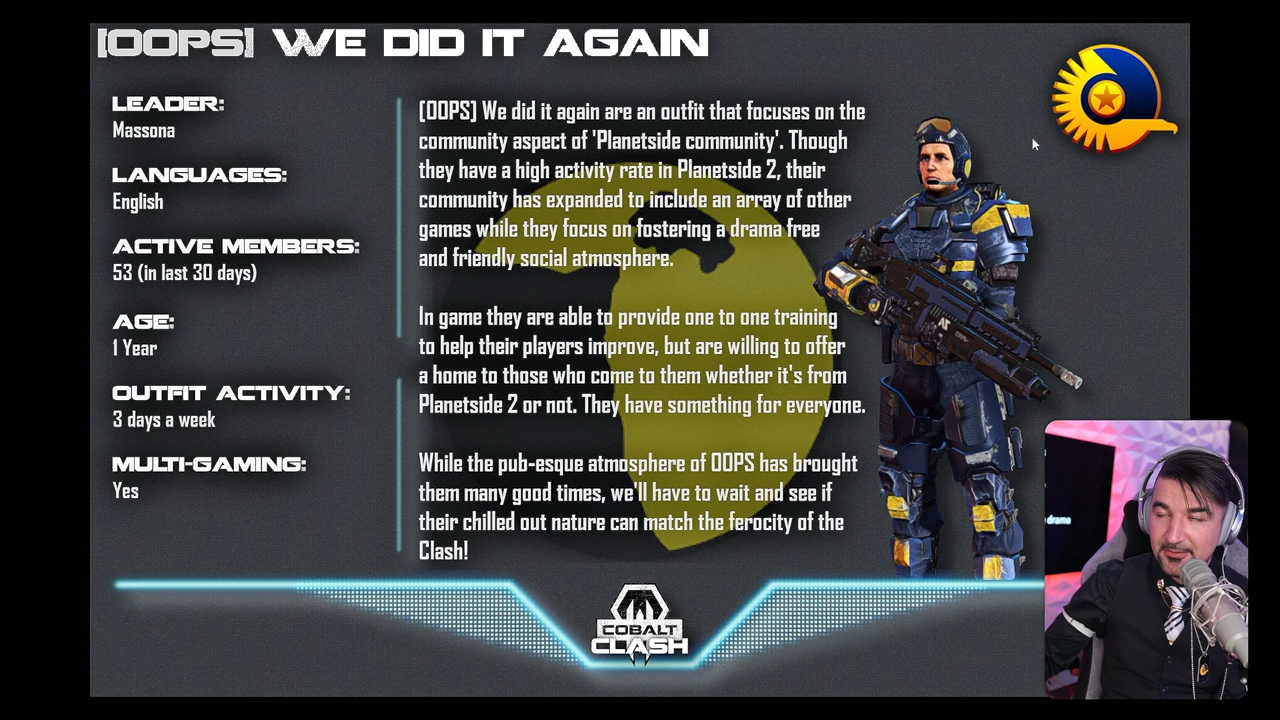 [OOPS] WE DID IT AGAIN
LEADER:
Massona
LANGUAGES:
English
ACTIVE MEMBERS:
53 (in last 30 days)
AGE:
1 Year
OUTFIT ACTIVITY:
3 days a week
MULTI-GAMING:
Yes
[OOPS] We did it again are an outfit that focuses on the
community aspect of 'Planetside community'. Though
they have a high activity rate in Planetside 2, their
community has expanded to include an array of other
games while they focus on fostering a drama free
and friendly social atmosphere.
In game they are able to provide one to one training
to help their players improve, but are willing to offer
a home to those who come to them whether it's from
Planetside 2 or not. They have something for everyone.
While the pub-esque atmosphere of OOPS has brought
them many good times, we'll have to wait and see if
their chilled out nature can match the ferocity of the
Clash!
COBALT
CLASH
drama